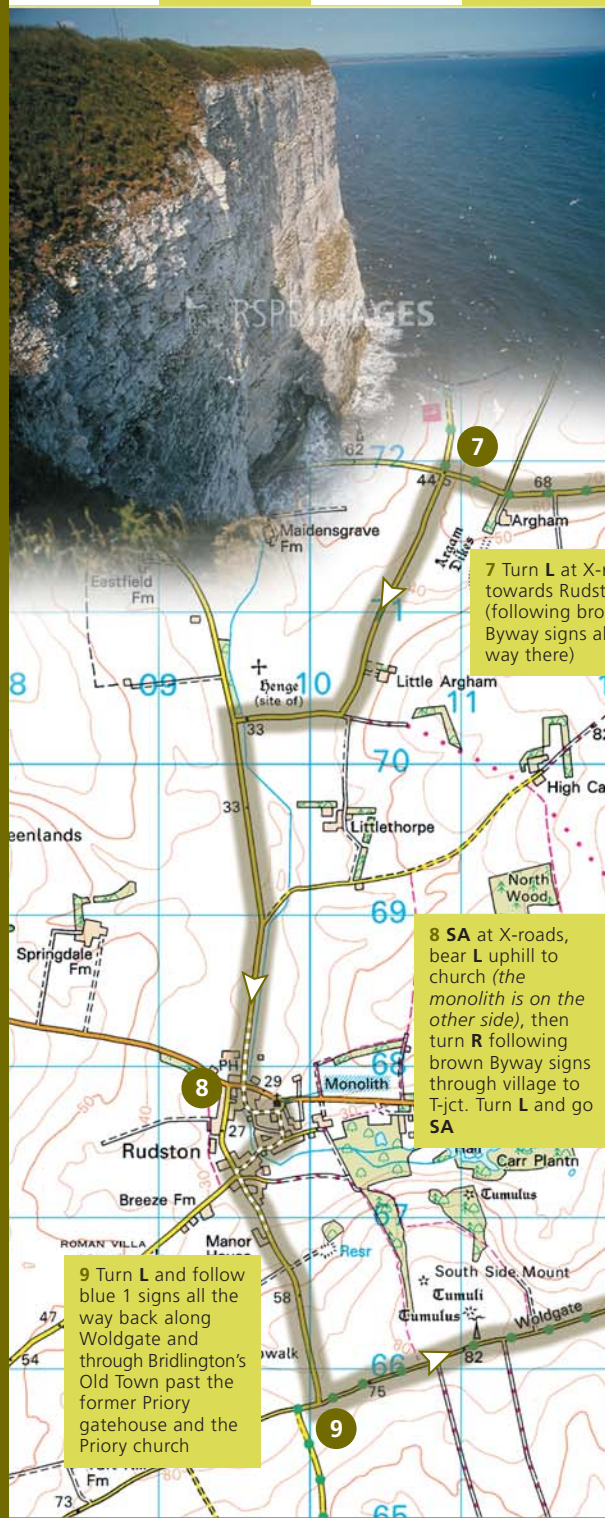 RSPB IMAGES
62
72
7
44
68
Argham
Argam
Dikes
50
Maidensgrave
Fm
Eastfield
Fm
7 Turn L at X-r
towards Rudst
(following bro
Byway signs al
way there)
71
8
09
Henge
(site of)
10
Little Argham
11
33
70
82
High Ca
33
Littlethorpe
eenlands
69
North
Wood
Springdale
Fm
8 SA at X-roads,
bear L uphill to
church (the
monolith is on the
other side), then
turn R following
brown Byway signs
through village to
T-jct. Turn L and go
SA
68
PH
29
Monolith
8
27
Rudston
Carr Plantn
Breeze Fm
Tumulus
67
ROMAN VILLA
Manor
Resr
South Side Mount
Tumuli
Tumulus
58
9 Turn L and follow
blue 1 signs all the
way back along
Woldgate and
through Bridlington's
Old Town past the
former Priory
gatehouse and the
Priory church
47
54
owalk
Woldgate
82
66
75
9
Fm
80
73
65